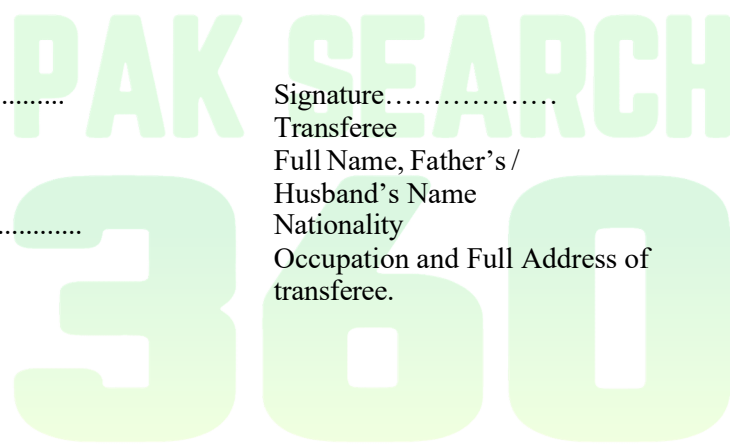 PAK SEARCH
.......... Signature………………
Transferee
Full Name, Father’s /
Husband’s Name
............. Nationality
Occupation and Full Address of
transferee.
360